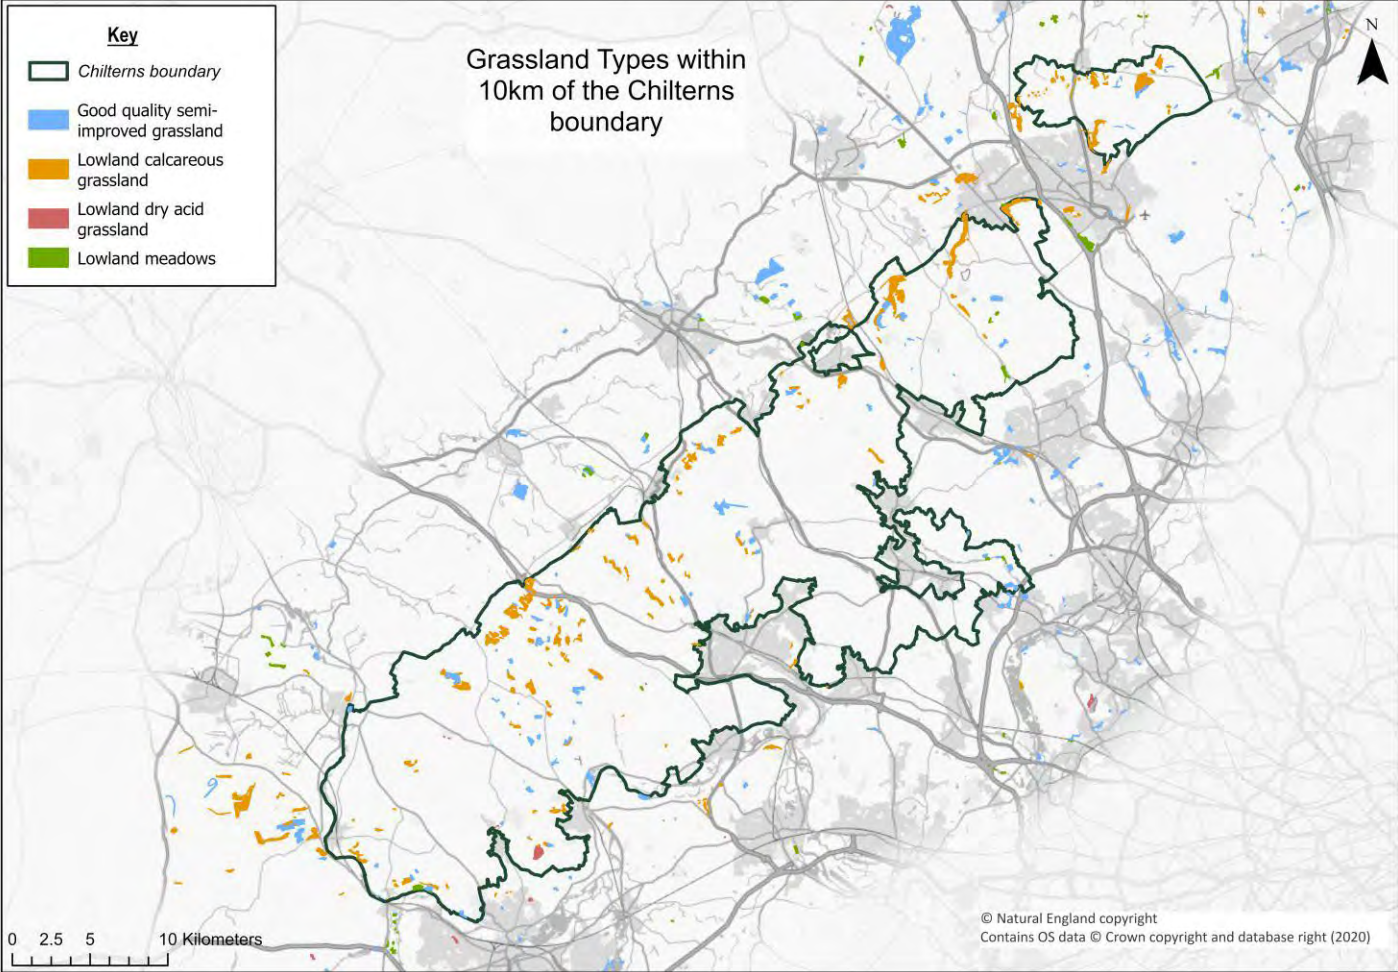 Key
Chilterns boundary
Good quality semi-
improved grassland
Lowland calcareous
grassland
Lowland dry acid
grassland
Lowland meadows
Grassland Types within
10km of the Chilterns
boundary
N
0 2.5 5 10 Kilometers
© Natural England copyright
Contains OS data © Crown copyright and database right (2020)